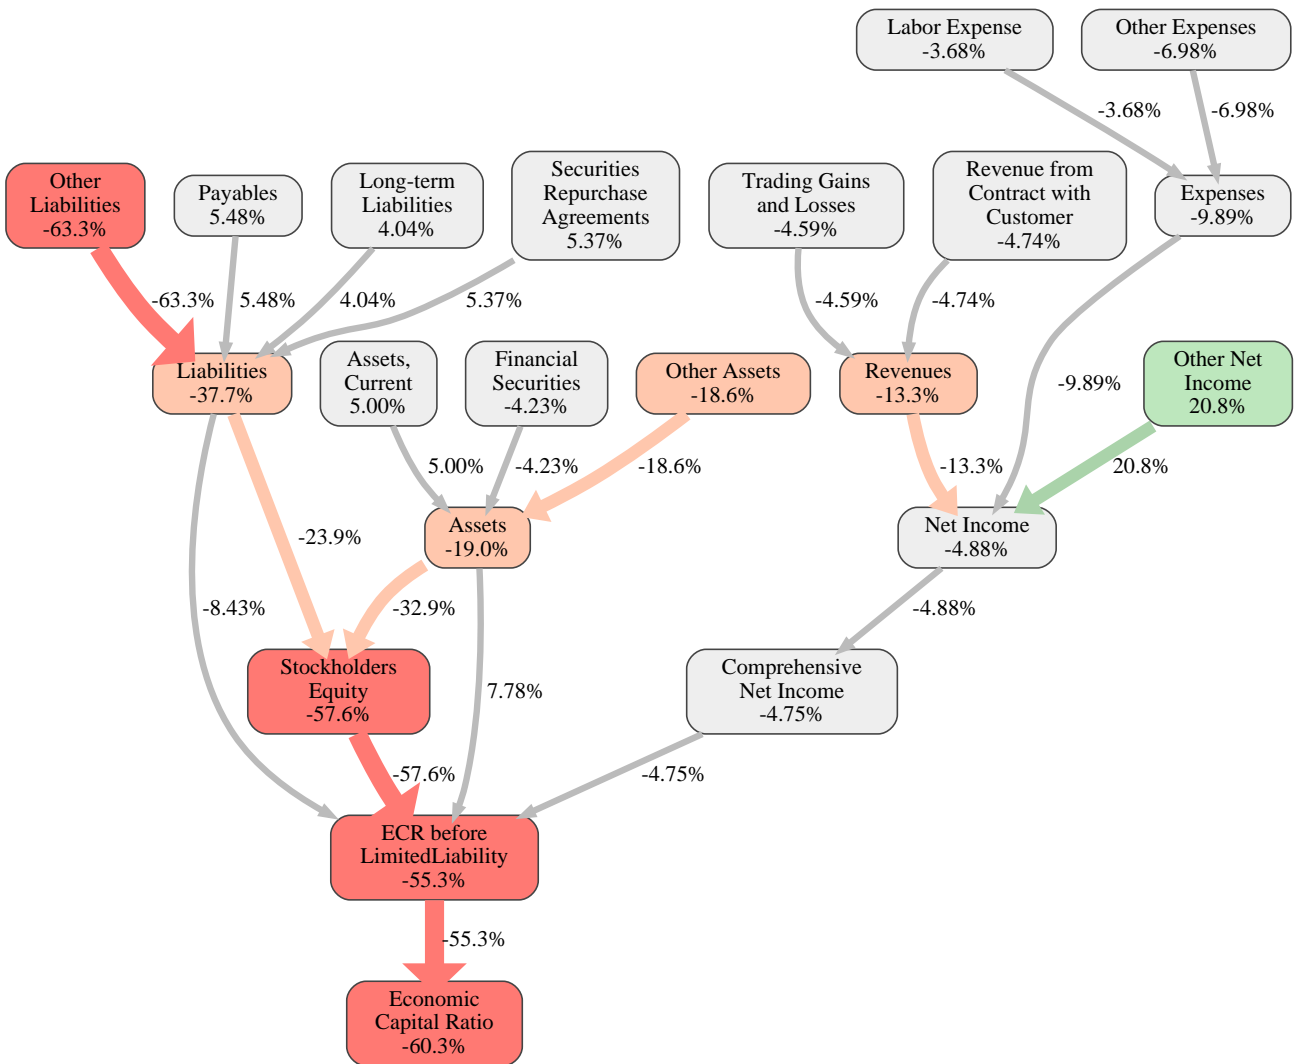 Labor Expense
-3.68%
Other Expenses
-6.98%
-3.68%
-6.98%
Other
Liabilities
-63.3%
Payables
5.48%
Long-term
Liabilities
4.04%
Securities
Repurchase
Agreements
5.37%
Trading Gains
and Losses
-4.59%
Revenue from
Contract with
Customer
-4.74%
Expenses
-9.89%
-63.3%
5.48%
4.04%
5.37%
-4.59%
-4.74%
Liabilities
-37.7%
Assets,
Current
5.00%
Financial
Securities
-4.23%
Other Assets
-18.6%
Revenues
-13.3%
-9.89%
Other Net
Income
20.8%
5.00%
-4.23%
-18.6%
-13.3%
20.8%
-23.9%
Assets
-19.0%
Net Income
-4.88%
-8.43%
-32.9%
-4.88%
Stockholders
Equity
-57.6%
7.78%
Comprehensive
Net Income
-4.75%
-57.6%
-4.75%
ECR before
LimitedLiability
-55.3%
-55.3%
Economic
Capital Ratio
-60.3%